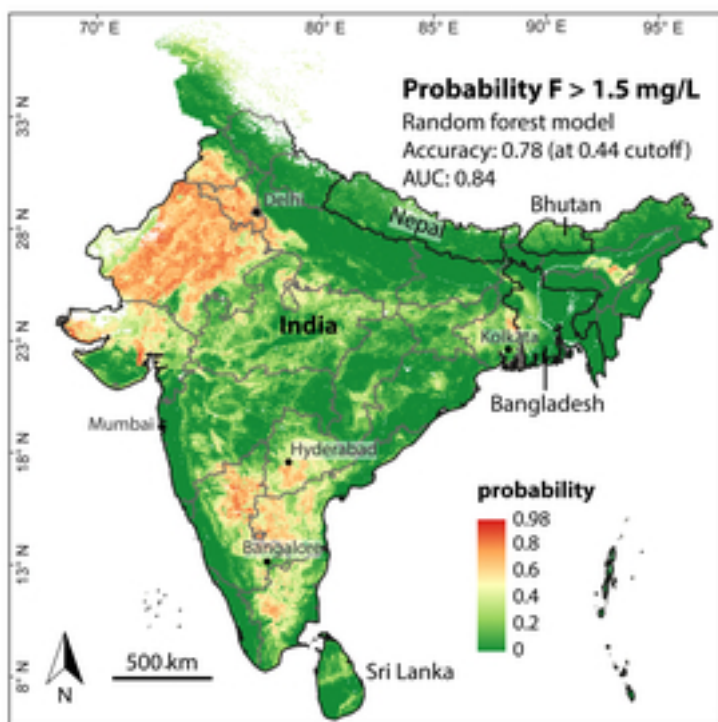 70° E
80° E
85° E
90° E
95° E
33° N
28° N
23° N
18° N
13° N
8° N
Probability F > 1.5 mg/L
Random forest model
Accuracy: 0.78 (at 0.44 cutoff)
AUC: 0.84
Delhi
Nepal
Bhutan
India
Kolkata
Bangladesh
Mumbai
Hyderabad
Bangalore
probability
0.98
0.8
0.6
0.4
0.2
0
Sri Lanka
500 km
N